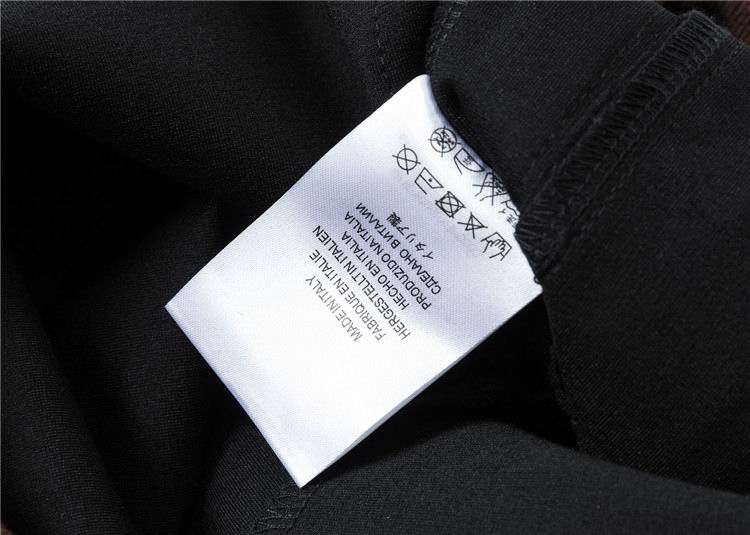 MADE IN ITALY
FABRIQUE EN ITALIE
HERGESTELLT IN ITALIEN
HECHO EN ITALIA
PRODUZIDO NA ITALIA
СДЕЛАНО В ИТАЛИИ
イタリア製